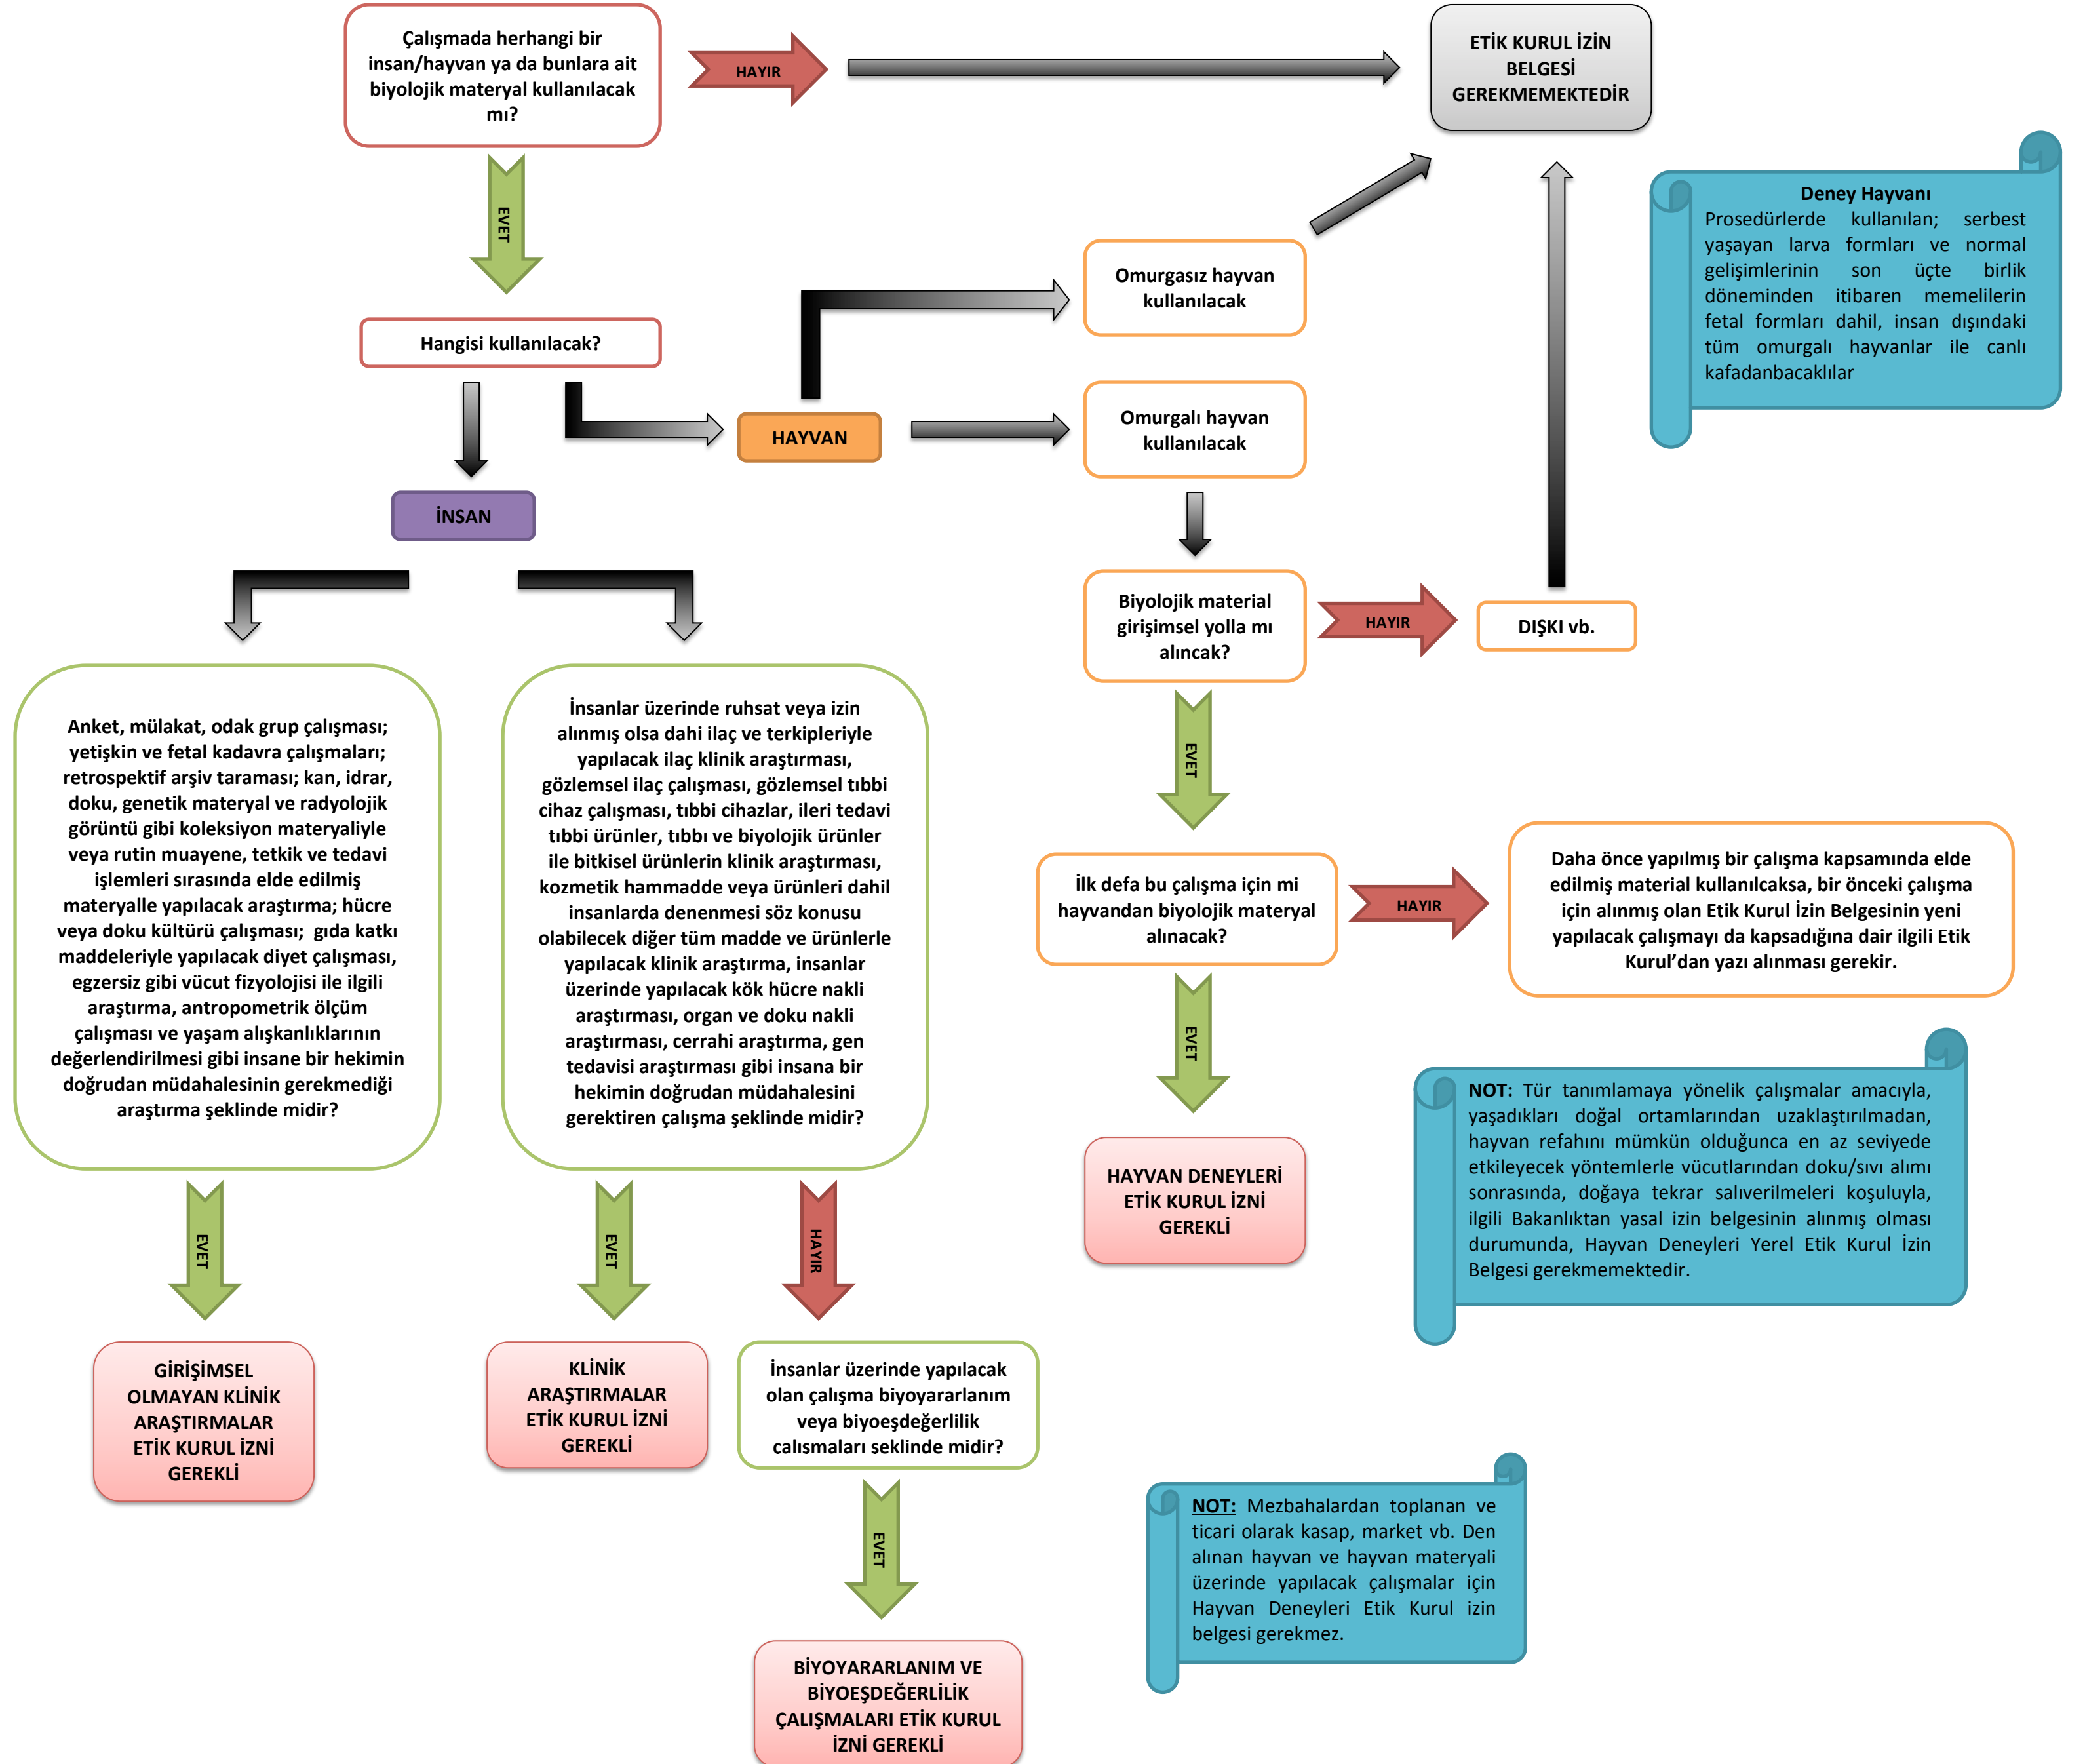 Çalışmada herhangi bir
insan/hayvan ya da bunlara ait
biyolojik materyal kullanılacak
mı?
HAYIR
ETİK KURUL İZİN
BELGESİ
GEREKMEMEKTEDİR
EVET
Deney Hayvanı
Prosedürlerde kullanılan; serbest
yaşayan larva formları ve normal
gelişimlerinin son üçte birlik
döneminden itibaren memelilerin
fetal formları dahil, insan dışındaki
tüm omurgalı hayvanlar ile canlı
kafadanbacaklılar
Hangisi kullanılacak?
Omurgasız hayvan
kullanılacak
HAYVAN
Omurgalı hayvan
kullanılacak
İNSAN
Biyolojik material
girişimsel yolla mı
alıncak?
HAYIR
DIŞKI vb.
Anket, mülakat, odak grup çalışması;
yetişkin ve fetal kadavra çalışmaları;
retrospektif arşiv taraması; kan, idrar,
doku, genetik materyal ve radyolojik
görüntü gibi koleksiyon materyaliyle
veya rutin muayene, tetkik ve tedavi
işlemleri sırasında elde edilmiş
materyalle yapılacak araştırma; hücre
veya doku kültürü çalışması; gıda katkı
maddeleriyle yapılacak diyet çalışması,
egzersiz gibi vücut fizyolojisi ile ilgili
araştırma, antropometrik ölçüm
çalışması ve yaşam alışkanlıklarının
değerlendirilmesi gibi insane bir hekimin
doğrudan müdahalesinin gerekmediği
araştırma şeklinde midir?
İnsanlar üzerinde ruhsat veya izin
alınmış olsa dahi ilaç ve terkipleriyle
yapılacak ilaç klinik araştırması,
gözlemsel ilaç çalışması, gözlemsel tıbbi
cihaz çalışması, tıbbi cihazlar, ileri tedavi
tıbbi ürünler, tıbbı ve biyolojik ürünler
ile bitkisel ürünlerin klinik araştırması,
kozmetik hammadde veya ürünleri dahil
insanlarda denenmesi söz konusu
olabilecek diğer tüm madde ve ürünlerle
yapılacak klinik araştırma, insanlar
üzerinde yapılacak kök hücre nakli
araştırması, organ ve doku nakli
araştırması, cerrahi araştırma, gen
tedavisi araştırması gibi insana bir
hekimin doğrudan müdahalesini
gerektiren çalışma şeklinde midir?
EVET
İlk defa bu çalışma için mi
hayvandan biyolojik materyal
alınacak?
HAYIR
Daha önce yapılmış bir çalışma kapsamında elde
edilmiş material kullanılcaksa, bir önceki çalışma
için alınmış olan Etik Kurul İzin Belgesinin yeni
yapılacak çalışmayı da kapsadığına dair ilgili Etik
Kurul’dan yazı alınması gerekir.
EVET
HAYVAN DENEYLERİ
ETİK KURUL İZNİ
GEREKLİ
NOT: Tür tanımlamaya yönelik çalışmalar amacıyla,
yaşadıkları doğal ortamlarından uzaklaştırılmadan,
hayvan refahını mümkün olduğunca en az seviyede
etkileyecek yöntemlerle vücutlarından doku/sıvı alımı
sonrasında, doğaya tekrar salıverilmeleri koşuluyla,
ilgili Bakanlıktan yasal izin belgesinin alınmış olması
durumunda, Hayvan Deneyleri Yerel Etik Kurul İzin
Belgesi gerekmemektedir.
EVET
EVET
HAYIR
GİRİŞİMSEL
OLMAYAN KLİNİK
ARAŞTIRMALAR
ETİK KURUL İZNİ
GEREKLİ
KLİNİK
ARAŞTIRMALAR
ETİK KURUL İZNİ
GEREKLİ
İnsanlar üzerinde yapılacak
olan çalışma biyoyararlanım
veya biyoeşdeğerlilik
calısmaları seklinde midir?
EVET
NOT: Mezbahalardan toplanan ve
ticari olarak kasap, market vb. Den
alınan hayvan ve hayvan materyali
üzerinde yapılacak çalışmalar için
Hayvan Deneyleri Etik Kurul izin
belgesi gerekmez.
BİYOYARARLANIM VE
BİYOEŞDEĞERLİLİK
ÇALIŞMALARI ETİK KURUL
İZNİ GEREKLİ